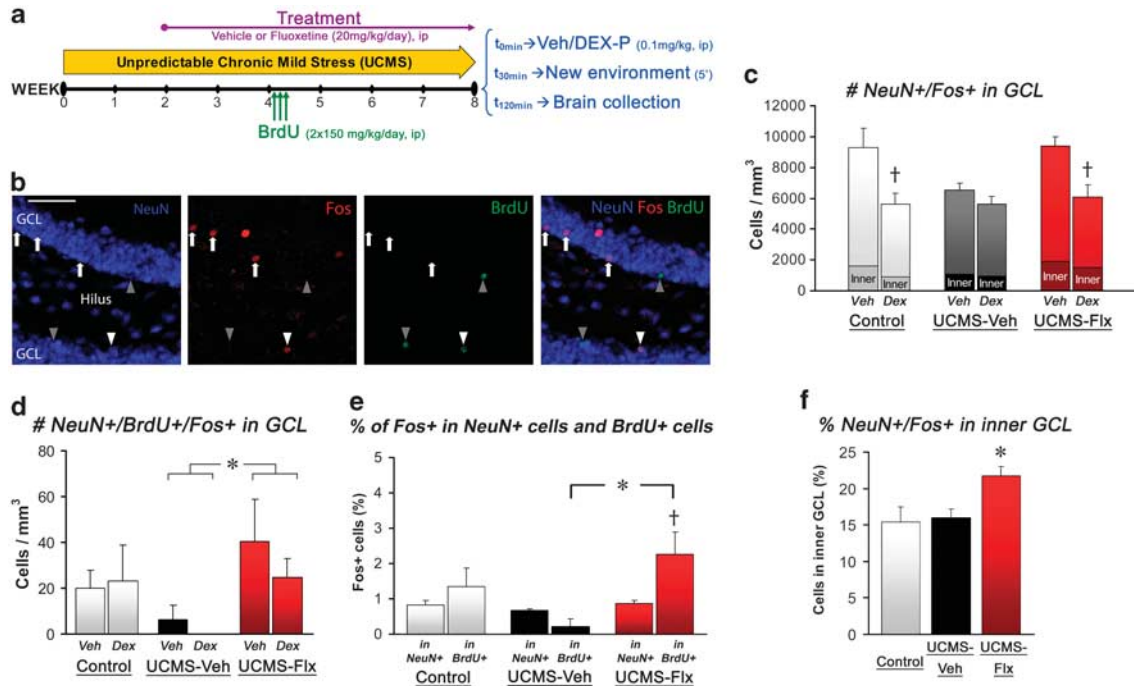 a
Treatment
Vehicle or Fluoxetine (20mg/kg/day), ip
Unpredictable Chronic Mild Stress (UCMS)
WEEK
0 1 2 3 4 5 6 7 8
BrdU (2x150 mg/kg/day, ip)
t0min→Veh/DEX-P (0.1mg/kg, ip)
t30min→New environment (5')
t120min→ Brain collection
b
GCL NeuN
Hilus
GCL
Fos
BrdU
NeuN Fos BrdU
c
# NeuN+/Fos+ in GCL
Cells / mm3
12000
10000
8000
6000
4000
2000
0
† †
Inner Inner Inner Inner Inner Inner
Veh Dex Veh Dex Veh Dex
Control UCMS-Veh UCMS-Flx
d
# NeuN+/BrdU+/Fos+ in GCL
Cells / mm3
80
60
40
20
0
*
Veh Dex Veh Dex Veh Dex
Control UCMS-Veh UCMS-Flx
e
% of Fos+ in NeuN+ cells and BrdU+ cells
Fos+ cells (%)
5
4
3
2
1
0
*
†
in in in in in in
NeuN+ BrdU+ NeuN+ BrdU+ NeuN+ BrdU+
Control UCMS-Veh UCMS-Flx
f
% NeuN+/Fos+ in inner GCL
Cells in inner GCL (%)
25
20
15
10
5
0
*
Control UCMS- UCMS-
Veh Flx